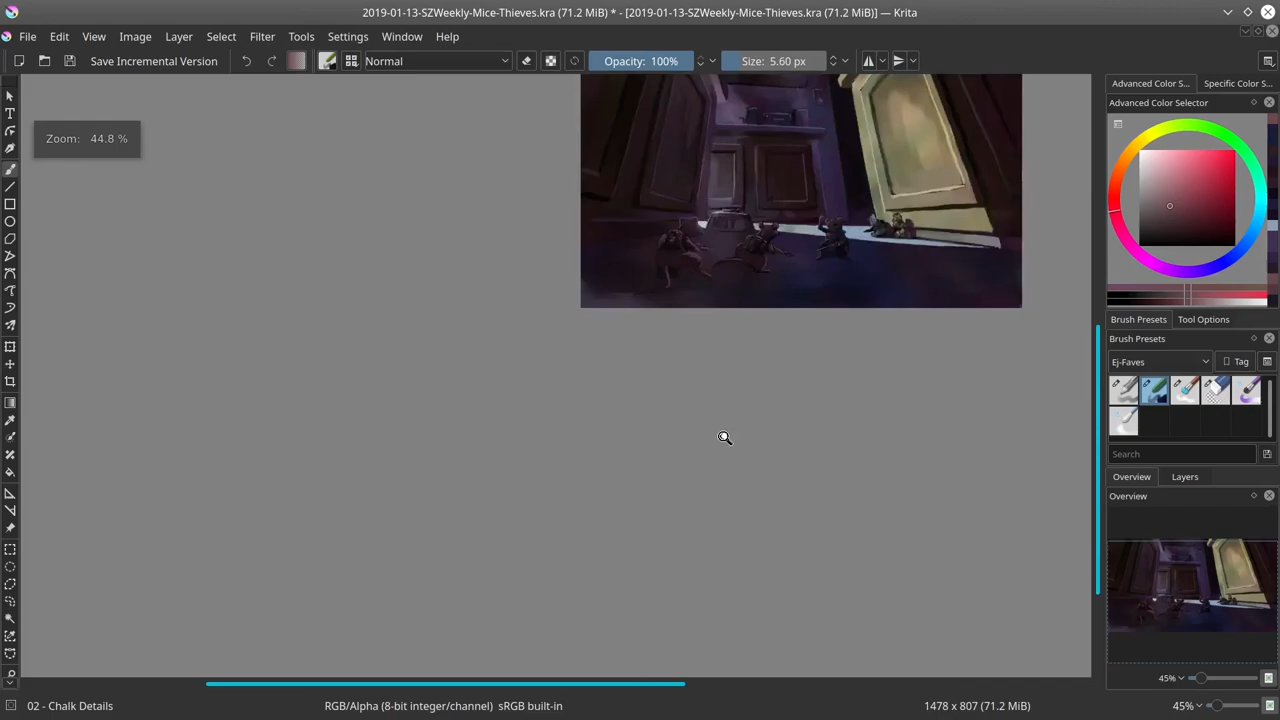 2019-01-13-SZWeekly-Mice-Thieves.kra (71.2 MiB) * - [2019-01-13-SZWeekly-Mice-Thieves.kra (71.2 MiB)] — Krita
File Edit View Image Layer Select Filter Tools Settings Window Help
Save Incremental Version Normal Opacity: 100% Size: 5.60 px
Advanced Color S... Specific Color S...
Advanced Color Selector
Zoom: 44.8 %
Brush Presets Tool Options
Brush Presets
Ej-Faves Tag
Search
Overview Layers
Overview
45%
02 - Chalk Details RGB/Alpha (8-bit integer/channel) sRGB built-in 1478 x 807 (71.2 MiB) 45%